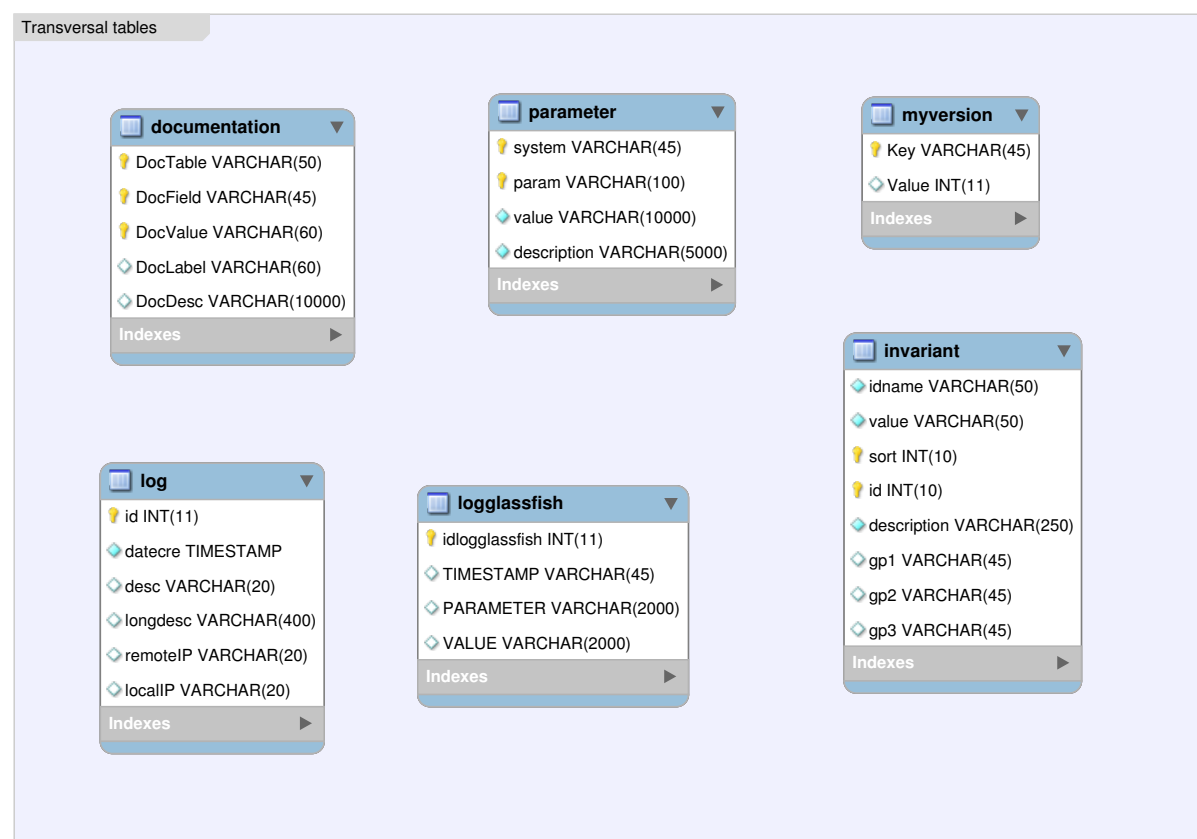 Transversal tables
documentation
DocTable VARCHAR(50)
DocField VARCHAR(45)
DocValue VARCHAR(60)
DocLabel VARCHAR(60)
DocDesc VARCHAR(10000)
Indexes
parameter
system VARCHAR(45)
param VARCHAR(100)
value VARCHAR(10000)
description VARCHAR(5000)
Indexes
myversion
Key VARCHAR(45)
Value INT(11)
Indexes
invariant
idname VARCHAR(50)
value VARCHAR(50)
sort INT(10)
id INT(10)
description VARCHAR(250)
gp1 VARCHAR(45)
gp2 VARCHAR(45)
gp3 VARCHAR(45)
Indexes
log
id INT(11)
datecre TIMESTAMP
desc VARCHAR(20)
longdesc VARCHAR(400)
remoteIP VARCHAR(20)
localIP VARCHAR(20)
Indexes
logglassfish
idlogglassfish INT(11)
TIMESTAMP VARCHAR(45)
PARAMETER VARCHAR(2000)
VALUE VARCHAR(2000)
Indexes